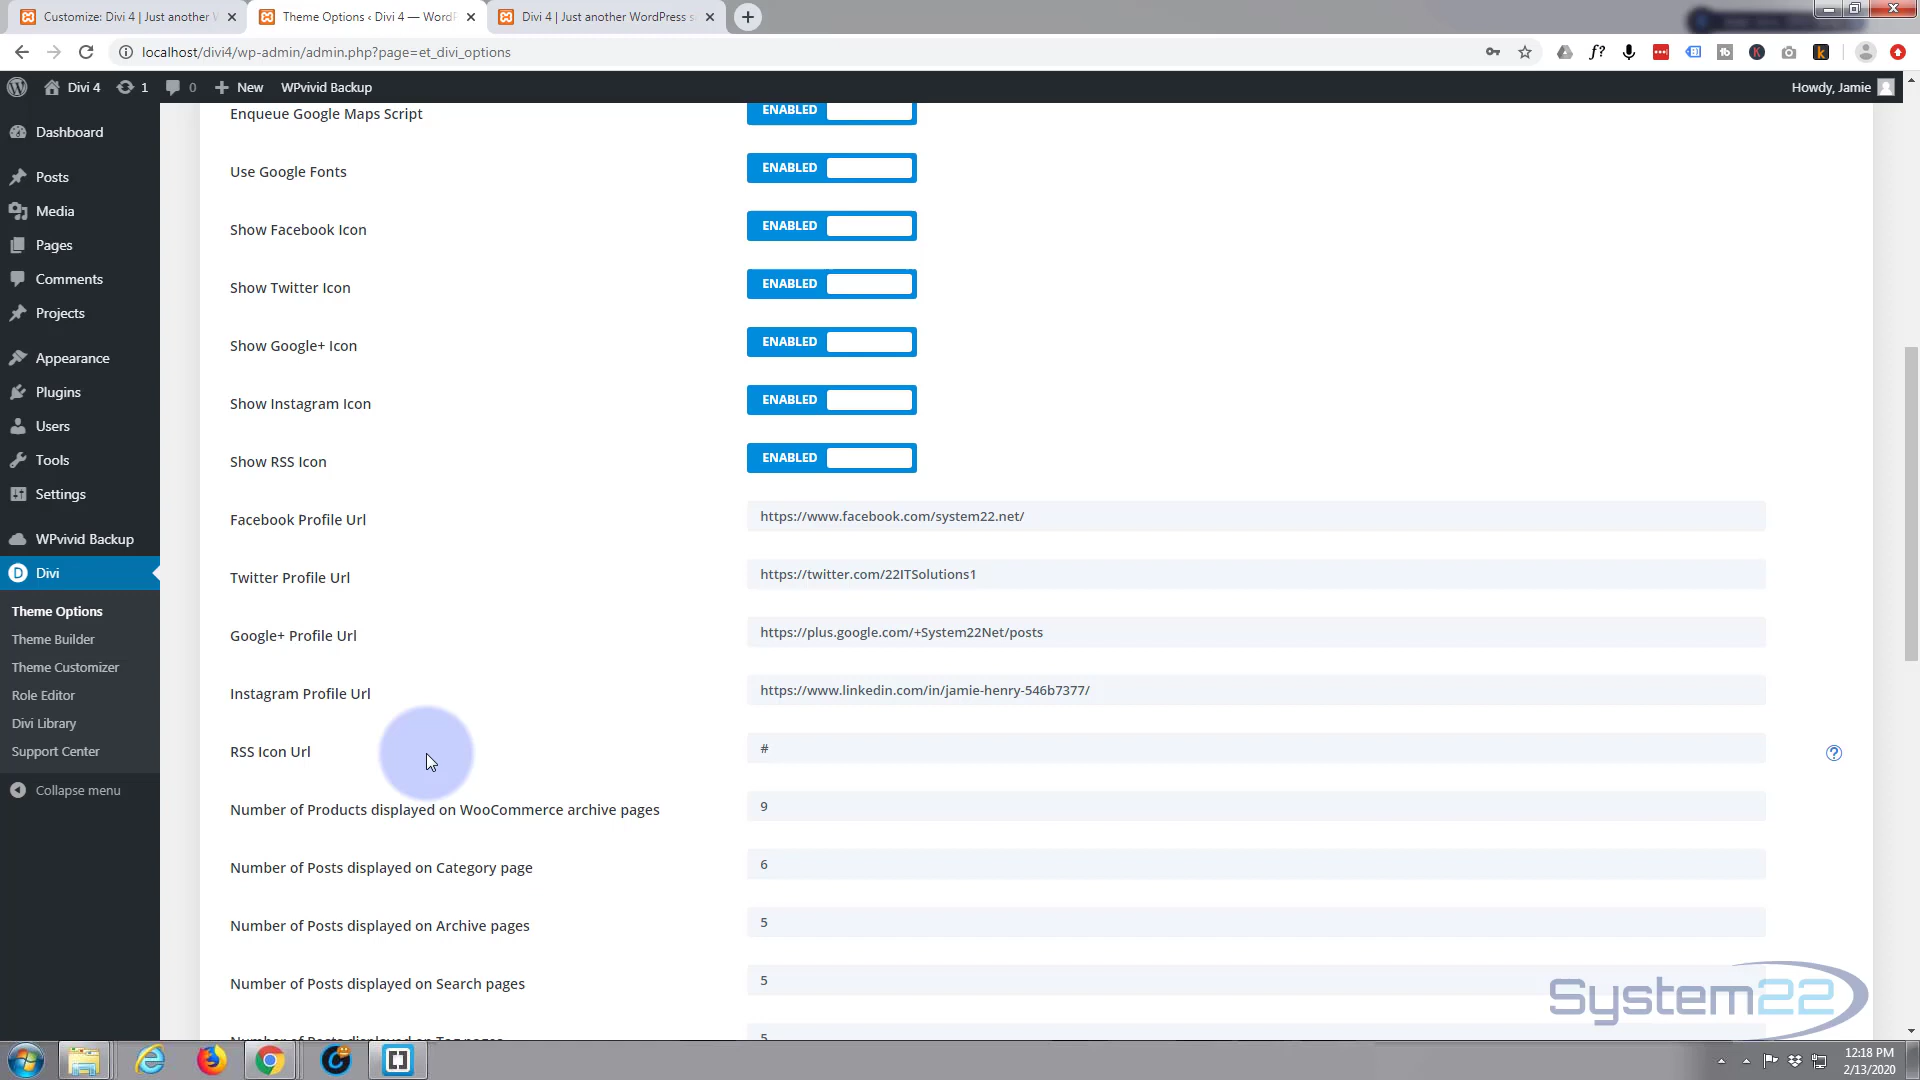 Customize: Divi 4 | Just another W
Theme Options ‹ Divi 4 — WordP
Divi 4 | Just another WordPress s
localhost/divi4/wp-admin/admin.php?page=et_divi_options
Divi 4
1
0
New
WPvivid Backup
Howdy, Jamie
Dashboard
Posts
Media
Pages
Comments
Projects
Appearance
Plugins
Users
Tools
Settings
WPvivid Backup
Divi
Theme Options
Theme Builder
Theme Customizer
Role Editor
Divi Library
Support Center
Collapse menu
Enqueue Google Maps Script
ENABLED
Use Google Fonts
ENABLED
Show Facebook Icon
ENABLED
Show Twitter Icon
ENABLED
Show Google+ Icon
ENABLED
Show Instagram Icon
ENABLED
Show RSS Icon
ENABLED
Facebook Profile Url
https://www.facebook.com/system22.net/
Twitter Profile Url
https://twitter.com/22ITSolutions1
Google+ Profile Url
https://plus.google.com/+System22Net/posts
Instagram Profile Url
https://www.linkedin.com/in/jamie-henry-546b7377/
RSS Icon Url
#
Number of Products displayed on WooCommerce archive pages
9
Number of Posts displayed on Category page
6
Number of Posts displayed on Archive pages
5
Number of Posts displayed on Search pages
5
Number of Posts displayed on Tag pages
5
System22
12:18 PM
2/13/2020